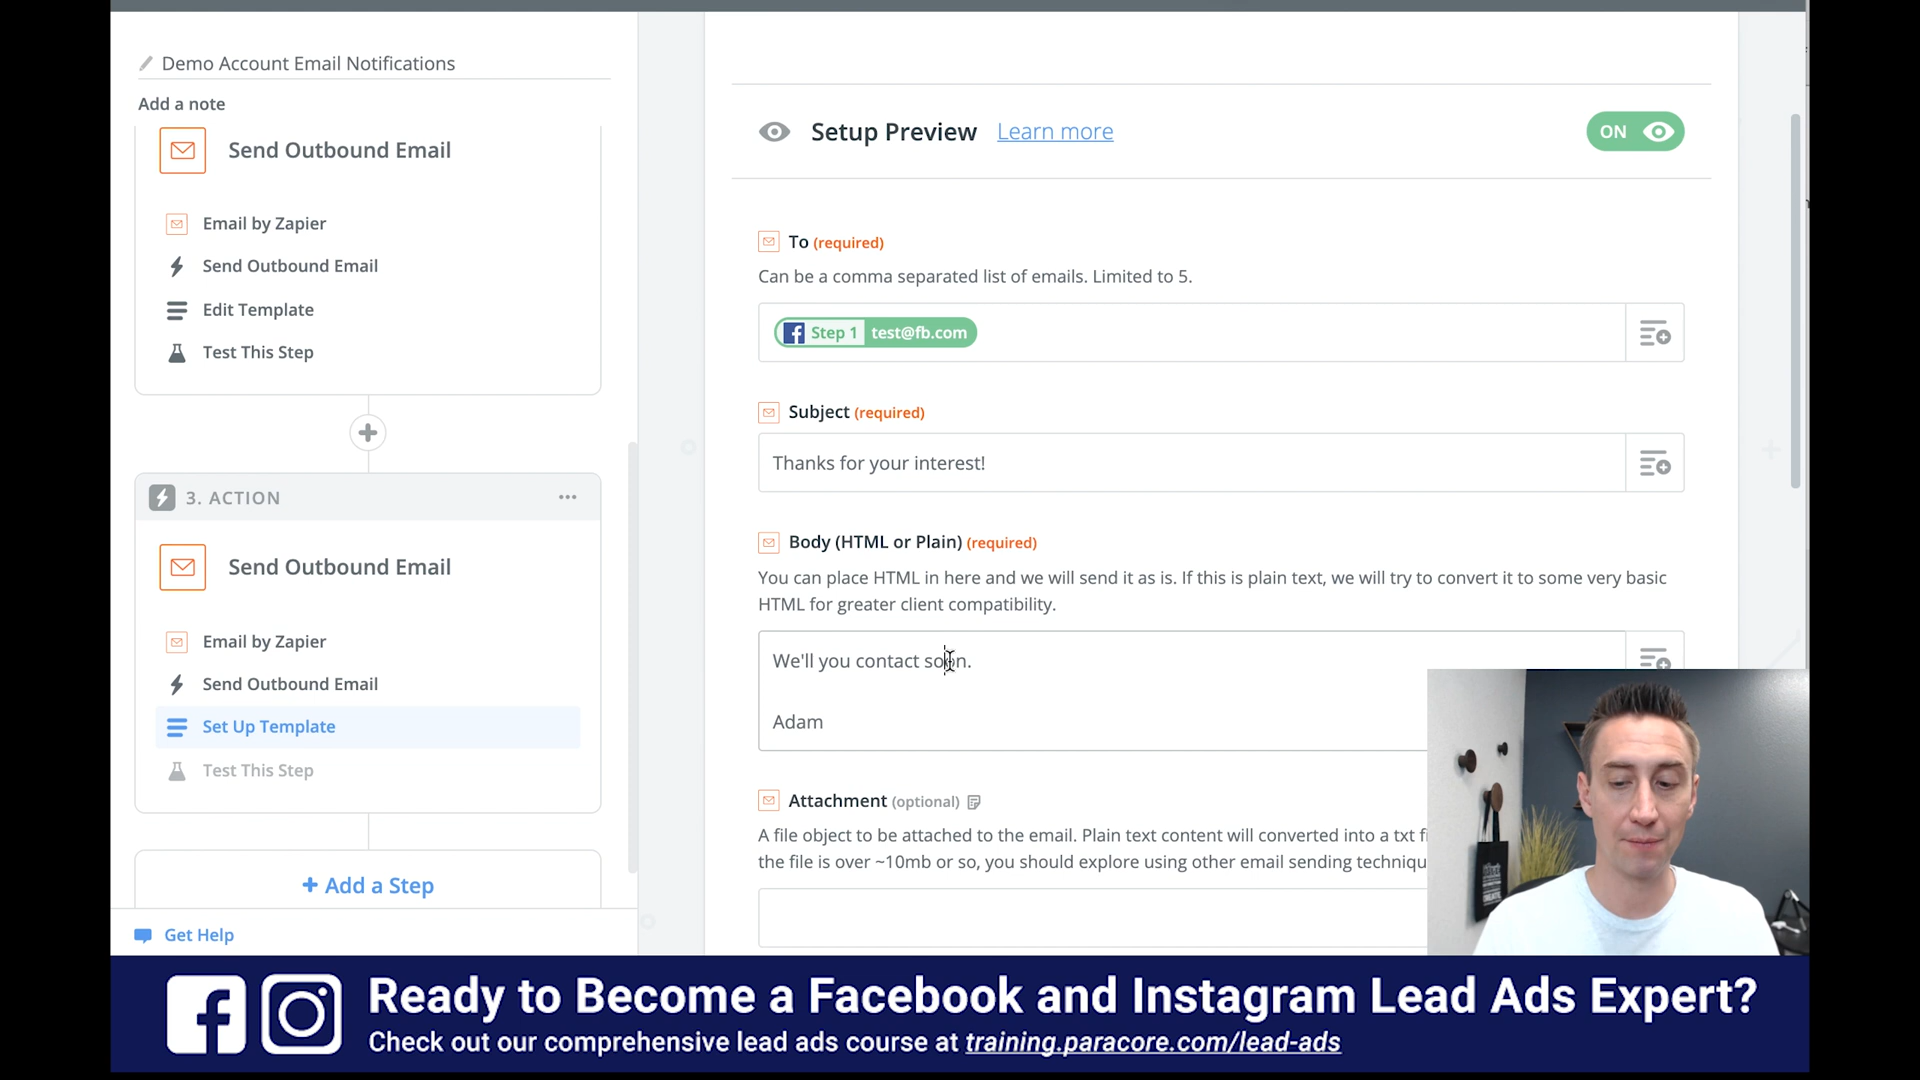 Demo Account Email Notifications
Add a note
Send Outbound Email
Email by Zapier
Send Outbound Email
Edit Template
Test This Step
3. ACTION
Send Outbound Email
Email by Zapier
Send Outbound Email
Set Up Template
Test This Step
+ Add a Step
Get Help
Setup Preview Learn more
ON
To (required)
Can be a comma separated list of emails. Limited to 5.
Step 1 test@fb.com
Subject (required)
Thanks for your interest!
Body (HTML or Plain) (required)
You can place HTML in here and we will send it as is. If this is plain text, we will try to convert it to some very basic
HTML for greater client compatibility.
We'll you contact soon.
Adam
Attachment (optional)
A file object to be attached to the email. Plain text content will converted into a txt
the file is over ~10mb or so, you should explore using other email sending
Ready to Become a Facebook and Instagram Lead Ads Expert?
Check out our comprehensive lead ads course at training.paracore.com/lead-ads